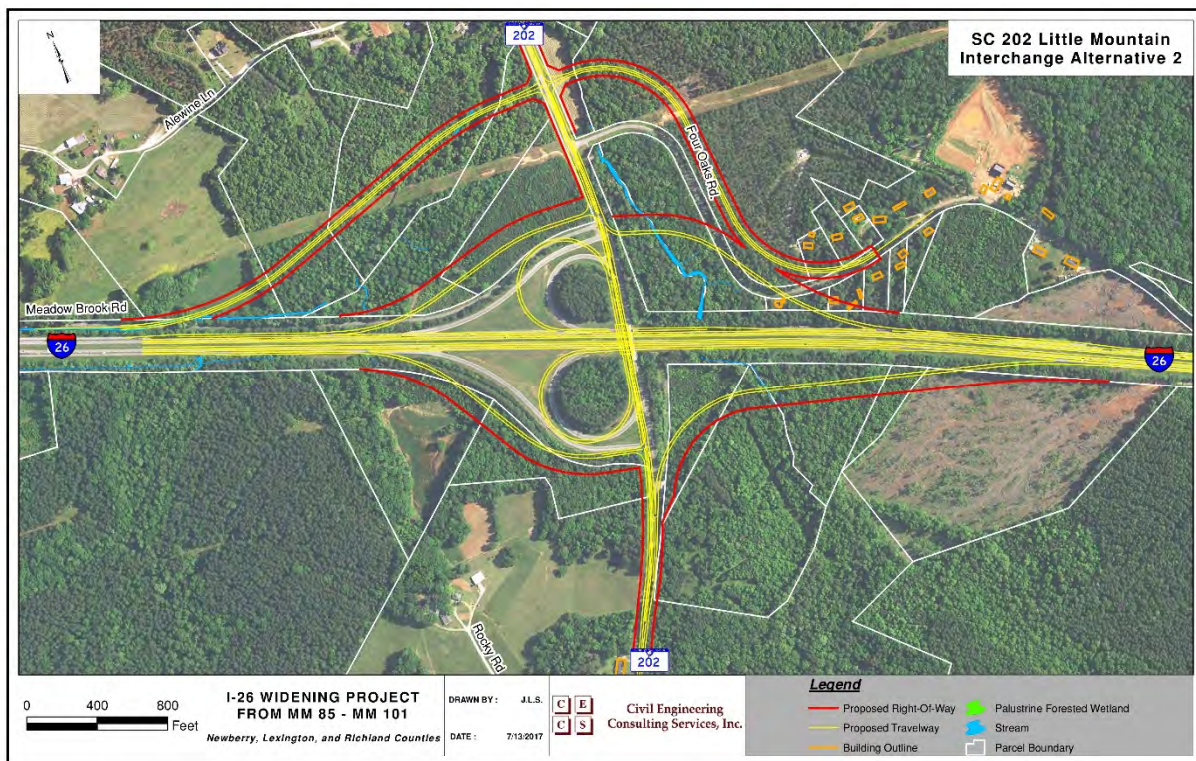 202
SC 202 Little Mountain
Interchange Alternative 2
N
Alewine Ln
Four Oaks Rd.
Meadow Brook Rd
26
26
Rocky Rd
202
0 400 800
Feet
I-26 WIDENING PROJECT
FROM MM 85 - MM 101
Newberry, Lexington, and Richland Counties
DRAWN BY : J.L.S.
DATE : 7/13/2017
C E
C S
Civil Engineering
Consulting Services, Inc.
Legend
Proposed Right-Of-Way
Proposed Travelway
Building Outline
Palustrine Forested Wetland
Stream
Parcel Boundary